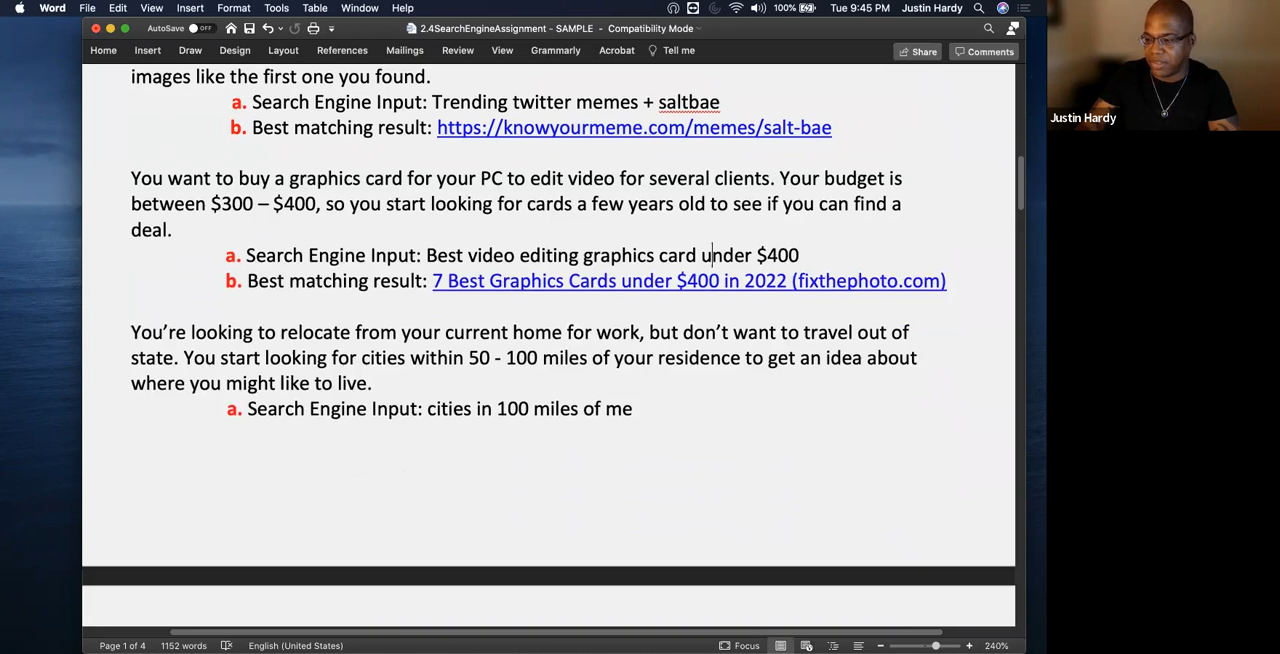 Word File Edit View Insert Format Tools Table Window Help 100% Tue 9:45 PM Justin Hardy
AutoSave OFF 2.4SearchEngineAssignment - SAMPLE - Compatibility Mode
Home Insert Draw Design Layout References Mailings Review View Grammarly Acrobat Tell me Share Comments
images like the first one you found.
a. Search Engine Input: Trending twitter memes + saltbae
b. Best matching result: https://knowyourmeme.com/memes/salt-bae
Justin Hardy
You want to buy a graphics card for your PC to edit video for several clients. Your budget is
between $300 – $400, so you start looking for cards a few years old to see if you can find a
deal.
a. Search Engine Input: Best video editing graphics card under $400
b. Best matching result: 7 Best Graphics Cards under $400 in 2022 (fixthephoto.com)
You’re looking to relocate from your current home for work, but don’t want to travel out of
state. You start looking for cities within 50 - 100 miles of your residence to get an idea about
where you might like to live.
a. Search Engine Input: cities in 100 miles of me
Page 1 of 4 1152 words English (United States) Focus 240%